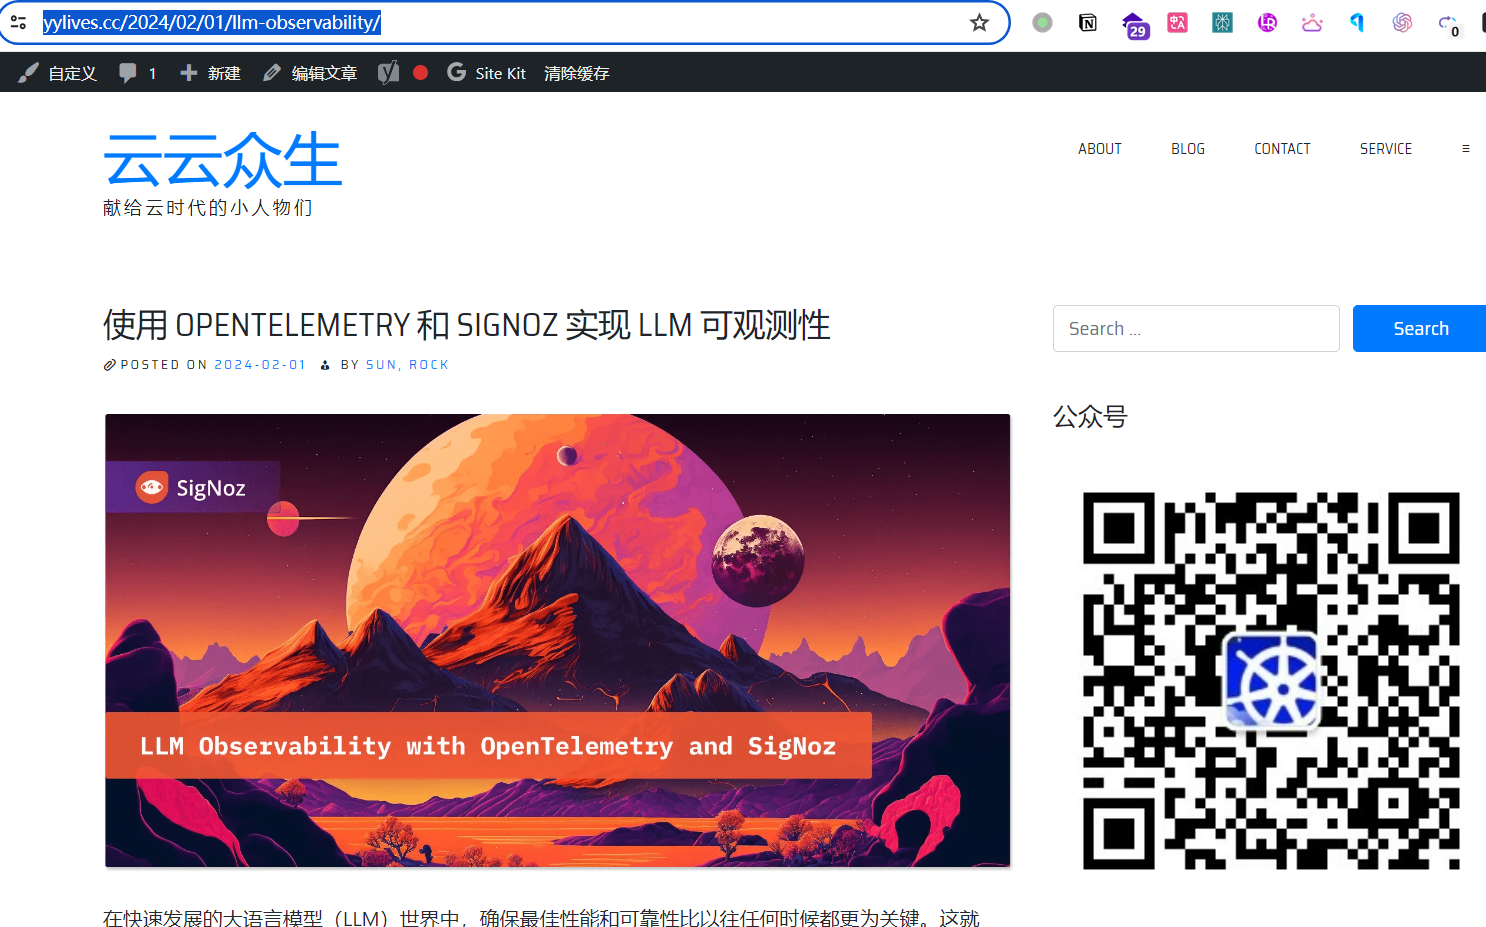 yylives.cc/2024/02/01/llm-observability/
29
0
自定义 1 新建 编辑文章 Site Kit 清除缓存
云云众生
献给云时代的小人物们
ABOUT BLOG CONTACT SERVICE
使用 OPENTELEMETRY 和 SIGNOZ 实现 LLM 可观测性
POSTED ON 2024-02-01 BY SUN, ROCK
Search ...
Search
公众号
SigNoz
LLM Observability with OpenTelemetry and SigNoz
在快速发展的大语言模型（LLM）世界中，确保最佳性能和可靠性比以往任何时候都更为关键。这就